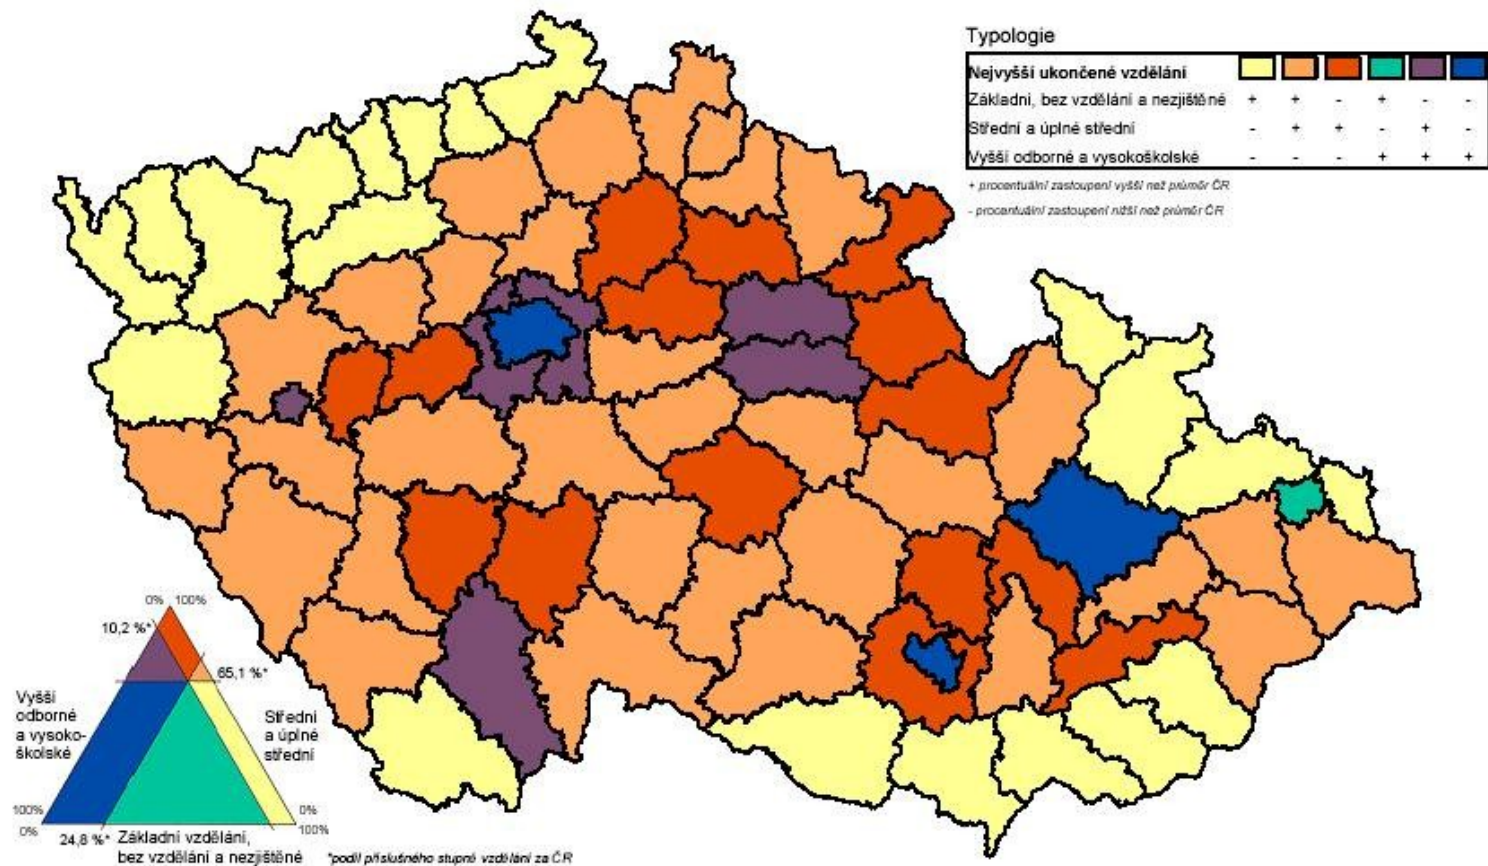 Typologie
Nejvyšší ukončené vzdělání
Základní, bez vzdělání a nezjištěné + + - + - -
Střední a úplné střední - + + - + -
Vyšší odborné a vysokoškolské - - - + + +
+ procentuální zastoupení vyšší než průměr ČR
- procentuální zastoupení nižší než průměr ČR
0% 100%
10,2 %*
65,1 %*
Vyšší
odborné
a vysoko-
školské
Střední
a úplné
střední
100%
0%
0%
100%
24,8 %*
Základní vzdělání,
bez vzdělání a nezjištěné
*podíl příslušného stupně vzdělání za ČR